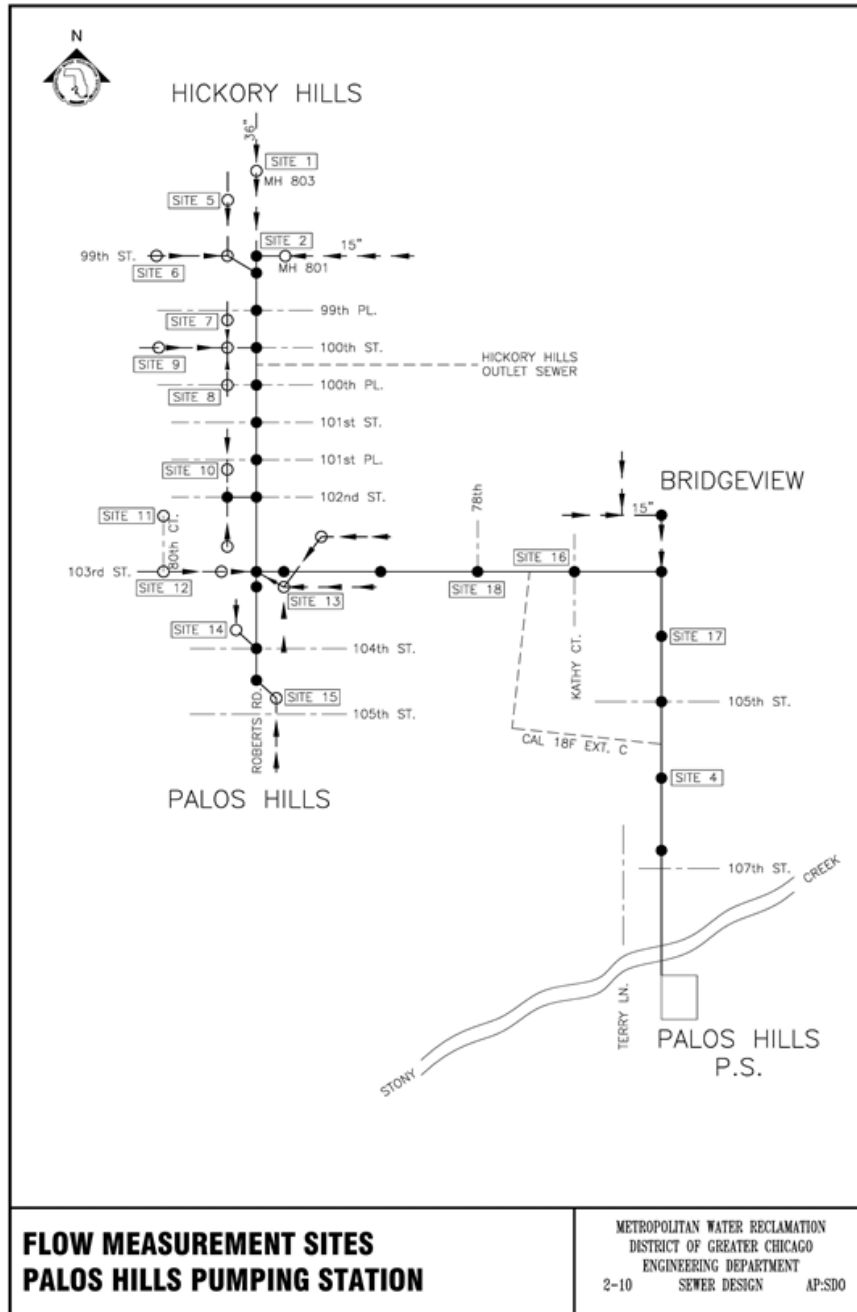 N
HICKORY HILLS
36"
SITE 1
MH 803
SITE 5
SITE 2
15"
99th ST.
SITE 6
MH 801
99th PL.
SITE 7
100th ST.
SITE 9
HICKORY HILLS
OUTLET SEWER
100th PL.
SITE 8
101st ST.
101st PL.
SITE 10
102nd ST.
BRIDGEVIEW
78th
15"
SITE 11
80th CT.
SITE 16
103rd ST.
SITE 12
SITE 13
SITE 18
SITE 14
SITE 17
104th ST.
KATHY CT.
SITE 15
105th ST.
105th ST.
ROBERTS RD.
CAL 18F EXT. C
SITE 4
PALOS HILLS
107th ST.
CREEK
TERRY LN.
STONY
PALOS HILLS
P.S.
FLOW MEASUREMENT SITES
PALOS HILLS PUMPING STATION
METROPOLITAN WATER RECLAMATION
DISTRICT OF GREATER CHICAGO
ENGINEERING DEPARTMENT
2-10 SEWER DESIGN AP:SDO